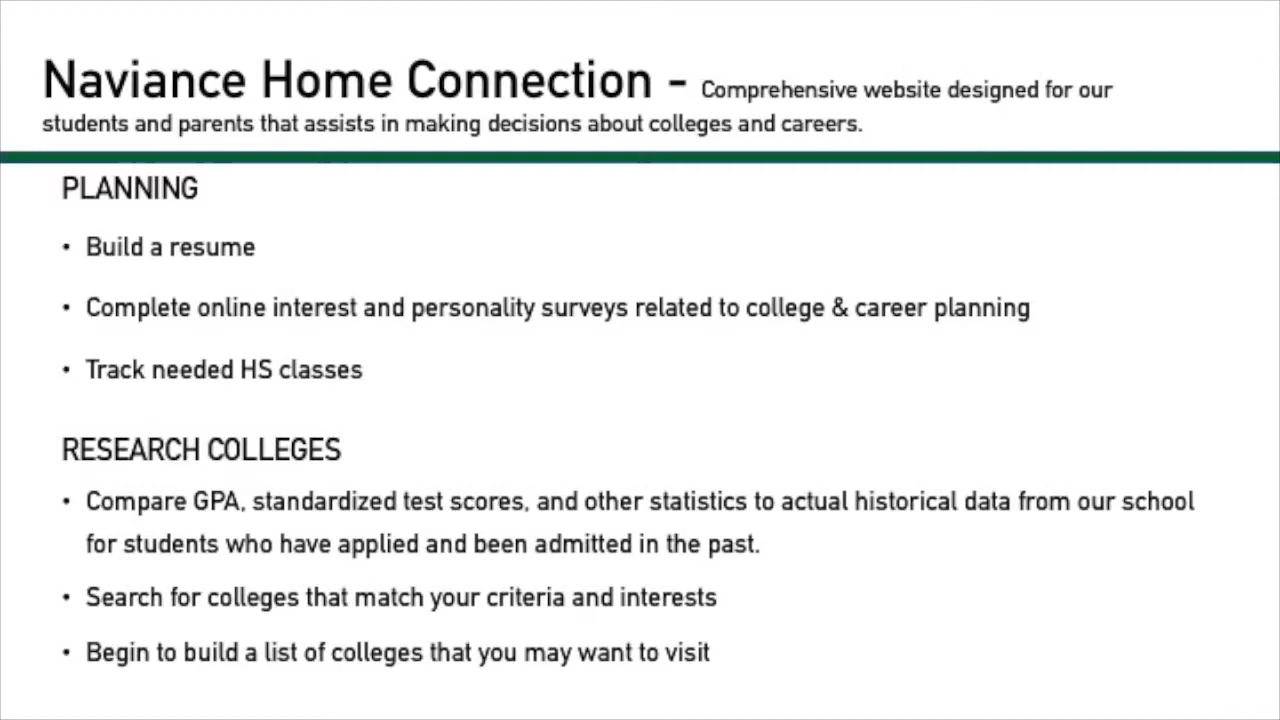 Naviance Home Connection - Comprehensive website designed for our
students and parents that assists in making decisions about colleges and careers.
PLANNING
• Build a resume
• Complete online interest and personality surveys related to college & career planning
• Track needed HS classes
RESEARCH COLLEGES
• Compare GPA, standardized test scores, and other statistics to actual historical data from our school
for students who have applied and been admitted in the past.
• Search for colleges that match your criteria and interests
• Begin to build a list of colleges that you may want to visit